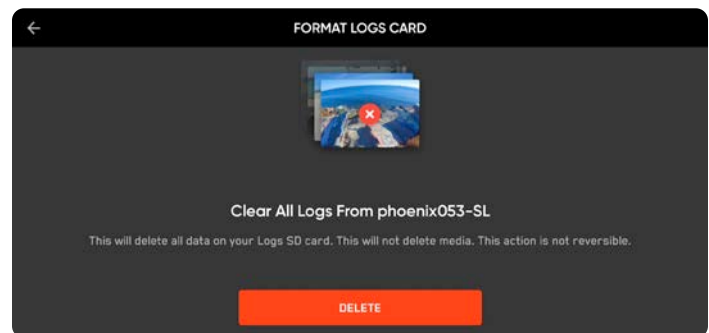 FORMAT LOGS CARD
Clear All Logs From phoenix053-SL
This will delete all data on your Logs SD card. This will not delete media. This action is not reversible.
DELETE